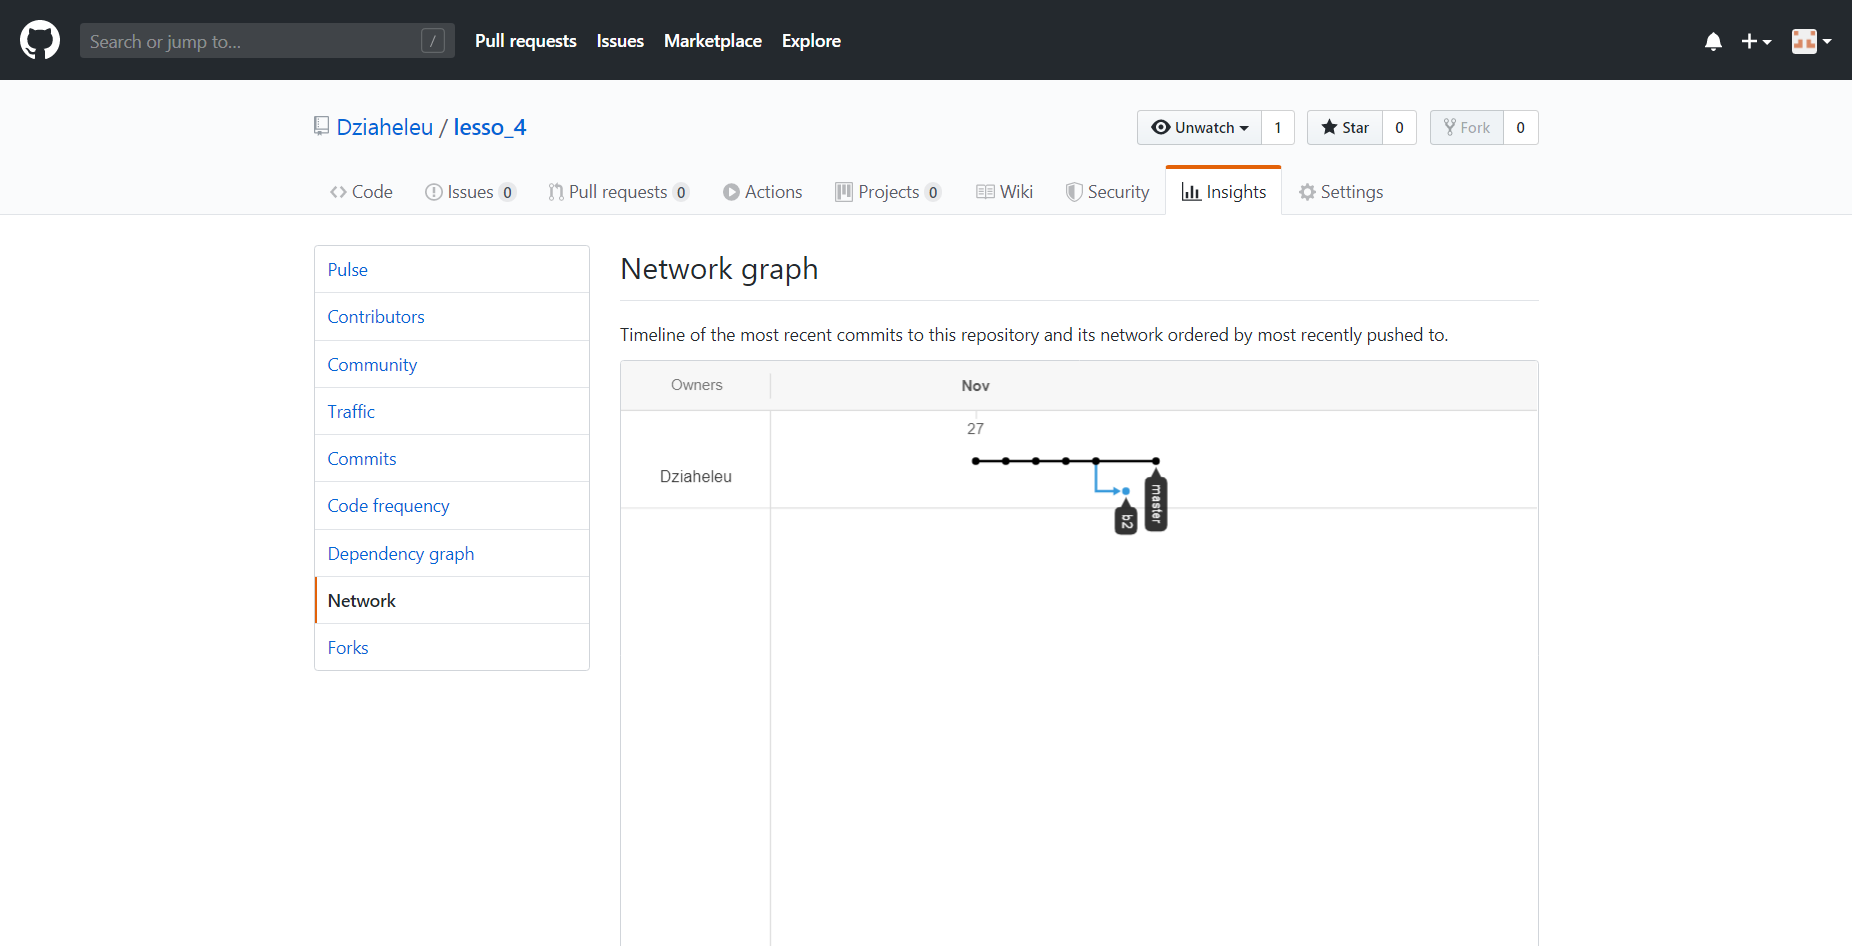 Search or jump to... /
Pull requests Issues Marketplace Explore
Dziaheleu / lesso_4
Unwatch 1 Star 0 Fork 0
Code Issues 0 Pull requests 0 Actions Projects 0 Wiki Security Insights Settings
Pulse
Contributors
Community
Traffic
Commits
Code frequency
Dependency graph
Network
Forks
Network graph
Timeline of the most recent commits to this repository and its network ordered by most recently pushed to.
Owners Nov
27
Dziaheleu
b2
master